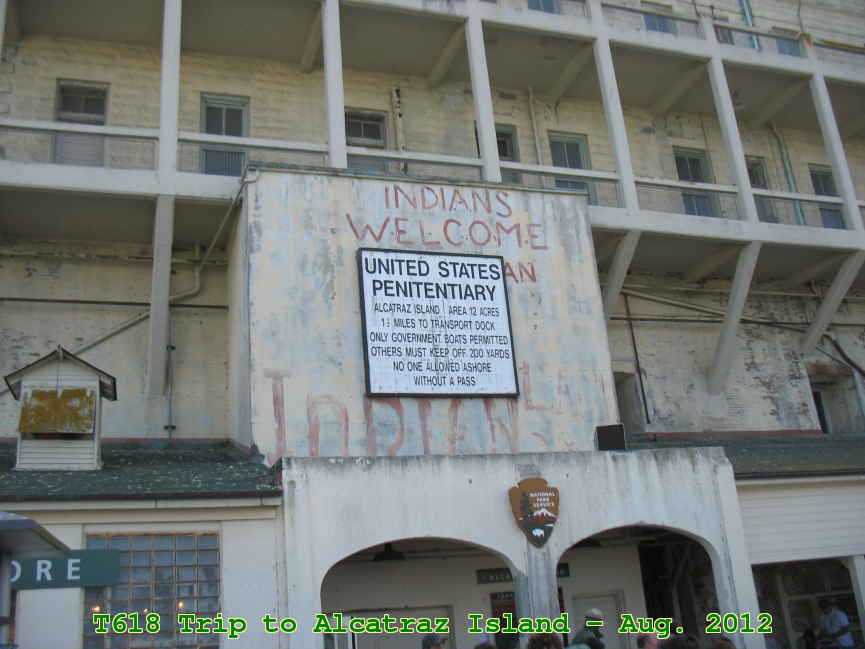 INDIANS
WELCOME
UNITED STATES
PENITENTIARY
ALCATRAZ ISLAND AREA 12 ACRES
1½ MILES TO TRANSPORT DOCK
ONLY GOVERNMENT BOATS PERMITTED
OTHERS MUST KEEP OFF 200 YARDS
NO ONE ALLOWED ASHORE
WITHOUT A PASS
AN
INDIAN
LAN
NATIONAL
PARK
SERVICE
ORE
T618 Trip to Alcatraz Island - Aug. 2012